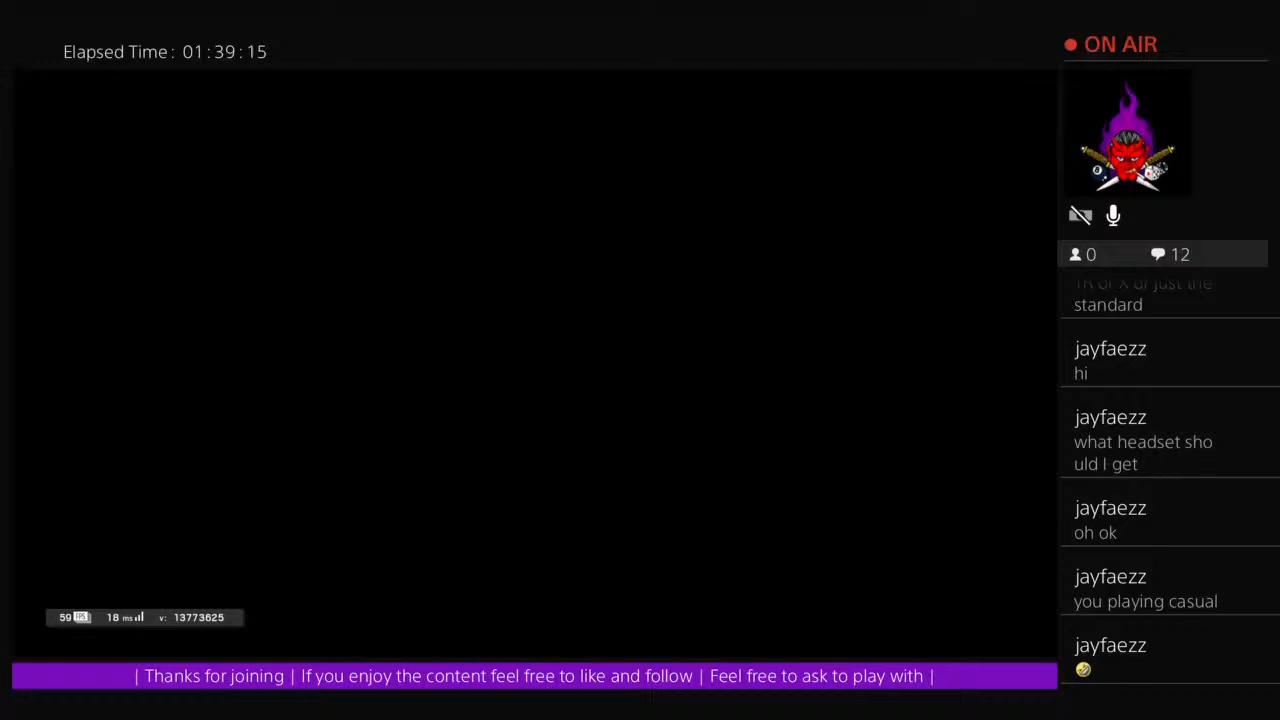 Elapsed Time: 01:39:15
ON AIR
0 12
standard
jayfaezz
hi
jayfaezz
what headset sho
uld I get
jayfaezz
oh ok
jayfaezz
you playing casual
jayfaezz
59 FPS 18 ms v: 13773625
| Thanks for joining | If you enjoy the content feel free to like and follow | Feel free to ask to play with |